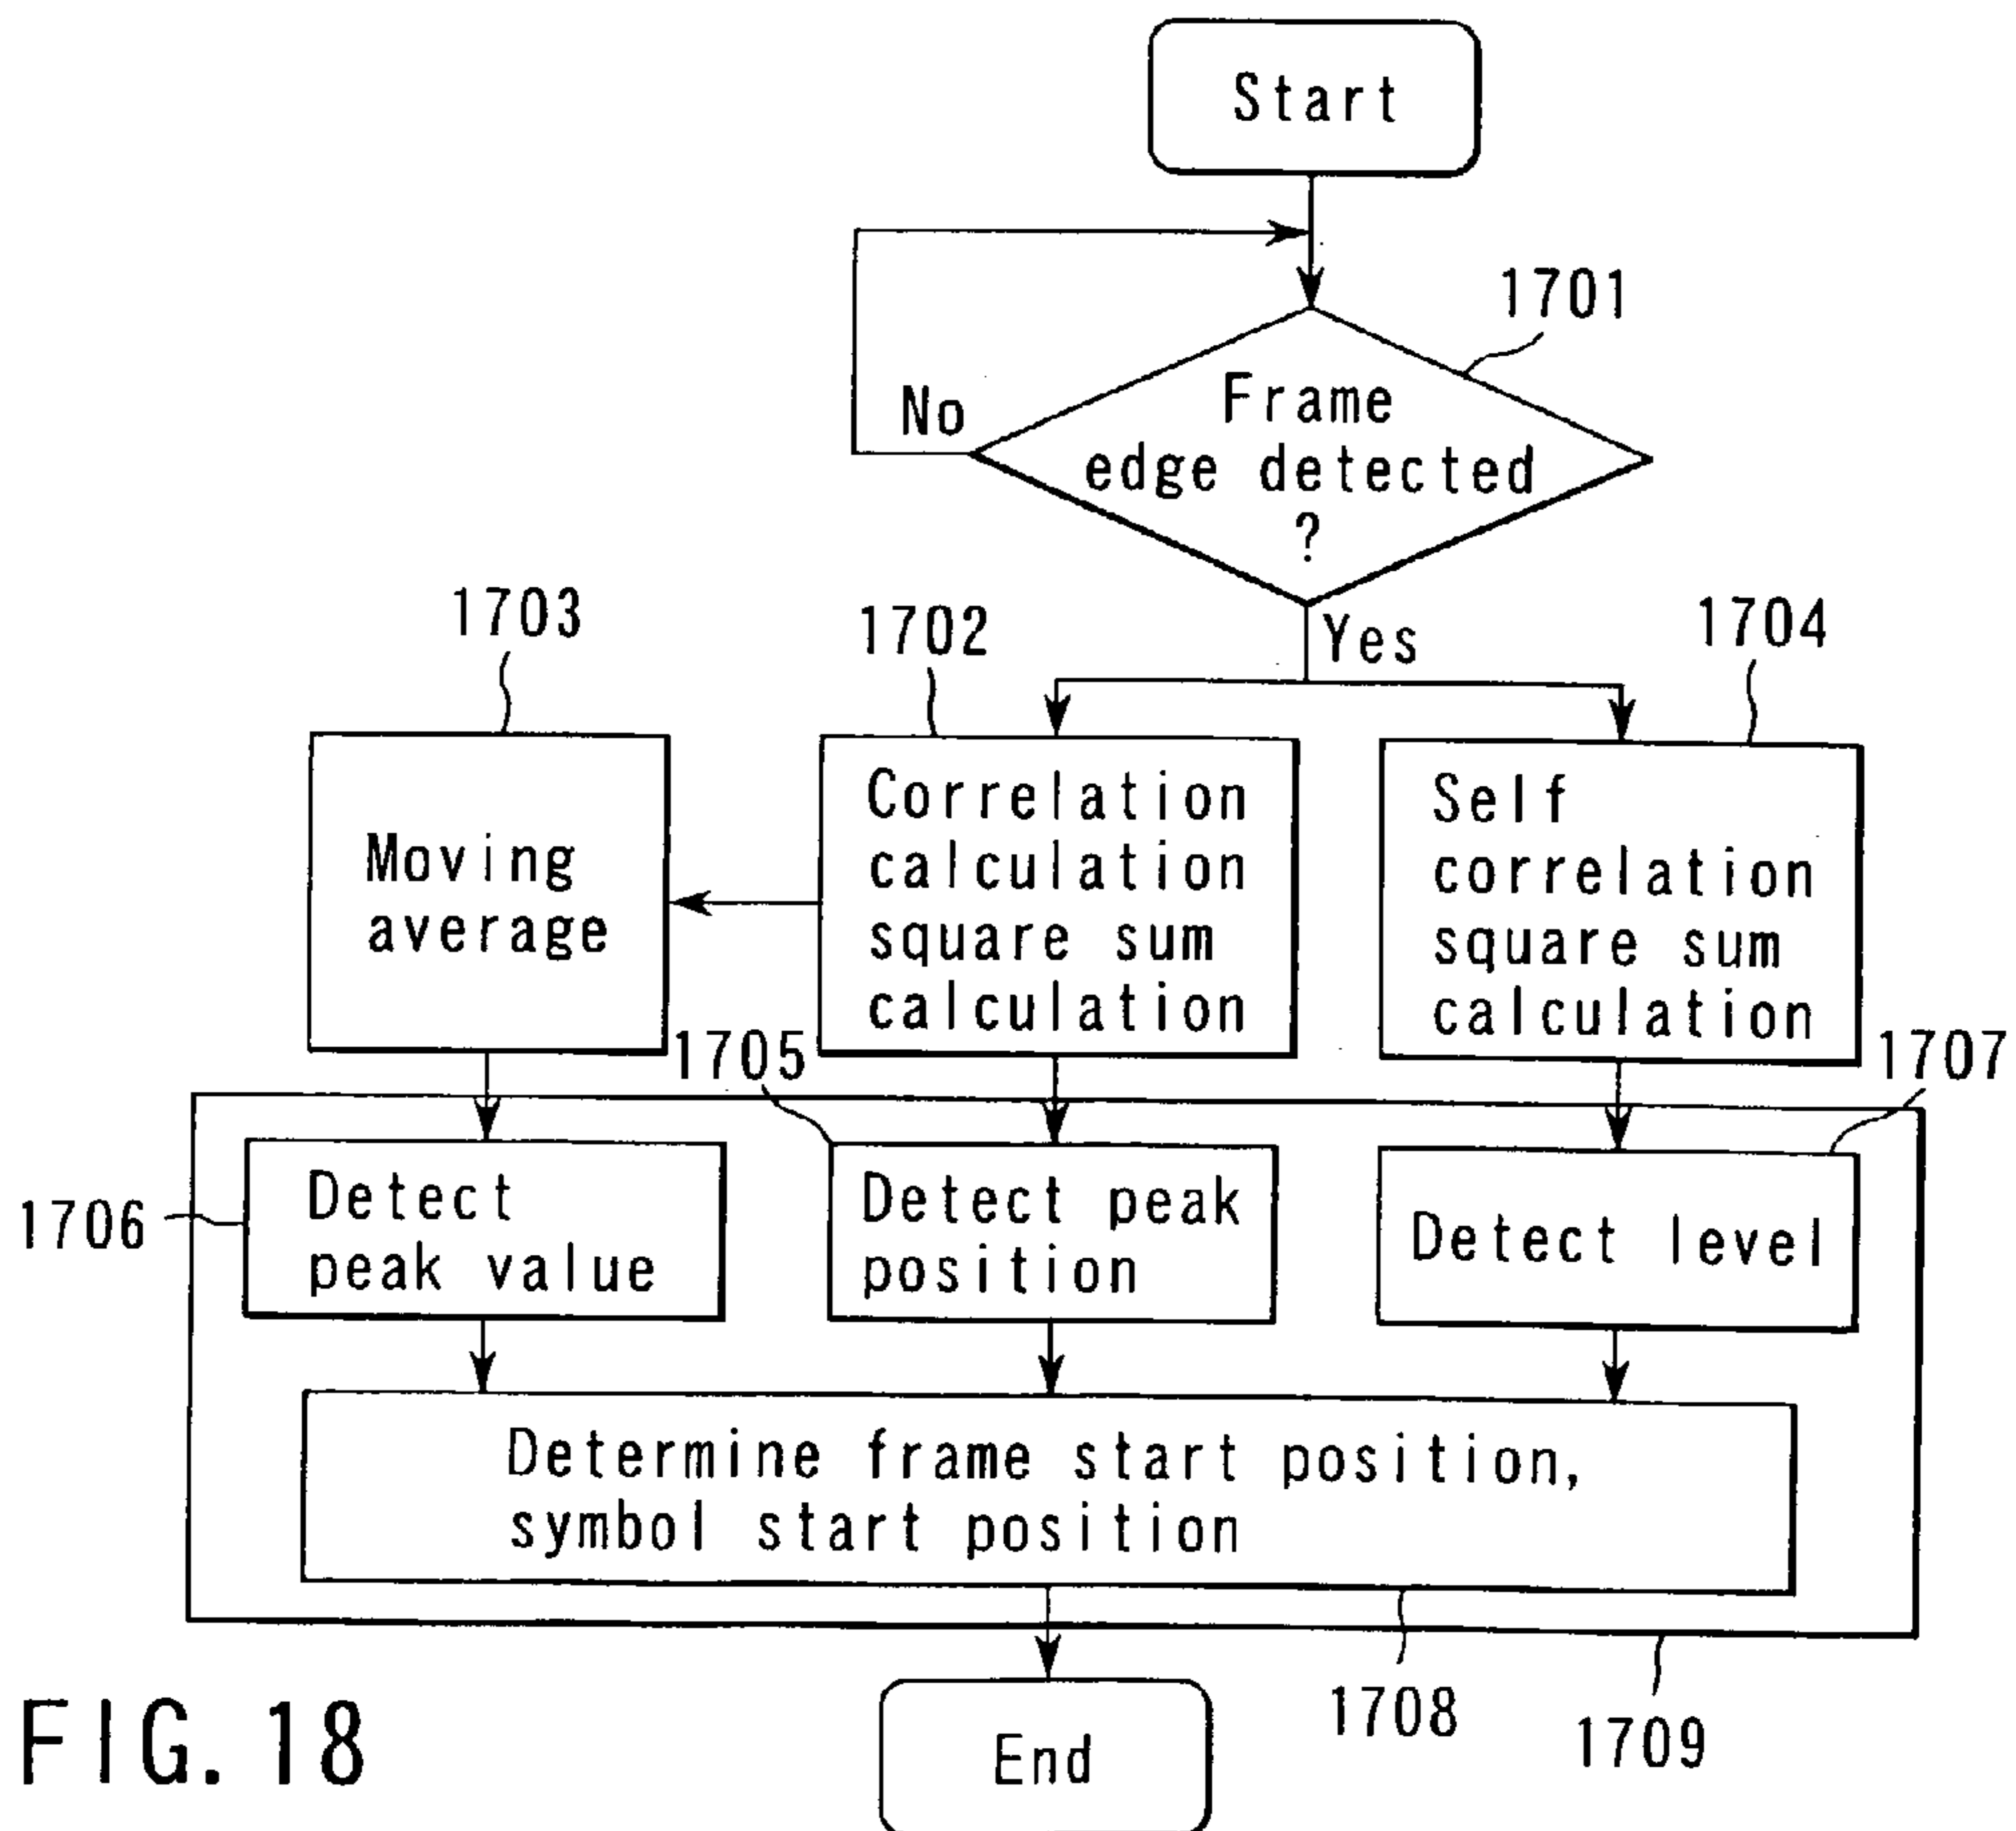 Start
1701
Frame
edge detected
?
No
Yes
1703
1702
1704
Moving
average
Correlation
calculation
square sum
calculation
Self
correlation
square sum
calculation
1705
1707
1706
Detect
peak value
Detect peak
position
Detect level
Determine frame start position,
symbol start position
1708
1709
End
FIG. 18